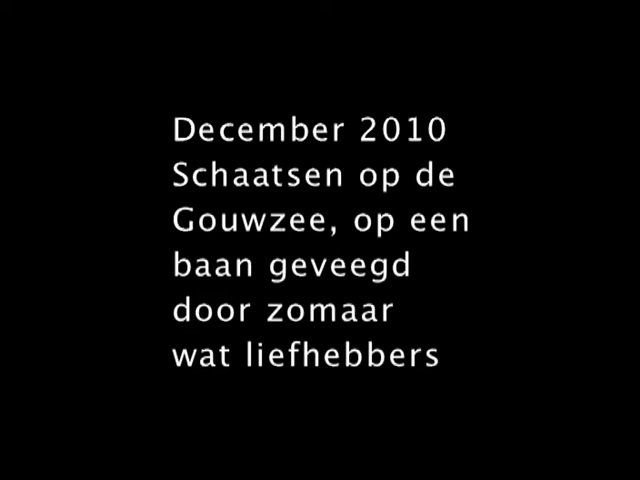 December 2010
Schaatsen op de
Gouwzee, op een
baan geveegd
door zomaar
wat liefhebbers